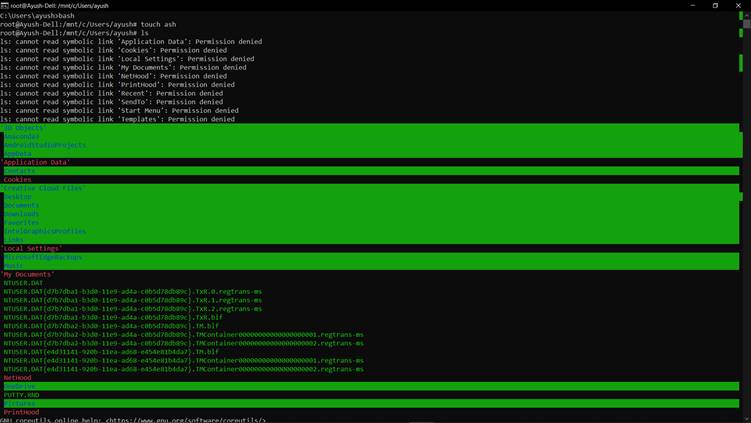 root@Ayush-Dell: /mnt/c/Users/ayush
C:\Users\ayush>bash
root@Ayush-Dell:/mnt/c/Users/ayush# touch ash
root@Ayush-Dell:/mnt/c/Users/ayush# ls
ls: cannot read symbolic link 'Application Data': Permission denied
ls: cannot read symbolic link 'Cookies': Permission denied
ls: cannot read symbolic link 'Local Settings': Permission denied
ls: cannot read symbolic link 'My Documents': Permission denied
ls: cannot read symbolic link 'NetHood': Permission denied
ls: cannot read symbolic link 'PrintHood': Permission denied
ls: cannot read symbolic link 'Recent': Permission denied
ls: cannot read symbolic link 'SendTo': Permission denied
ls: cannot read symbolic link 'Start Menu': Permission denied
ls: cannot read symbolic link 'Templates': Permission denied
'3D Objects'
Anaconda3
AndroidStudioProjects
AppData
'Application Data'
Contacts
Cookies
'Creative Cloud Files'
Desktop
Documents
Downloads
Favorites
IntelGraphicsProfiles
Links
'Local Settings'
MicrosoftEdgeBackups
Music
'My Documents'
NTUSER.DAT
NTUSER.DAT{d7b7dba1-b3d0-11e9-ad4a-c0b5d78db89c}.TxR.0.regtrans-ms
NTUSER.DAT{d7b7dba1-b3d0-11e9-ad4a-c0b5d78db89c}.TxR.1.regtrans-ms
NTUSER.DAT{d7b7dba1-b3d0-11e9-ad4a-c0b5d78db89c}.TxR.2.regtrans-ms
NTUSER.DAT{d7b7dba1-b3d0-11e9-ad4a-c0b5d78db89c}.TxR.blf
NTUSER.DAT{d7b7dba2-b3d0-11e9-ad4a-c0b5d78db89c}.TM.blf
NTUSER.DAT{d7b7dba2-b3d0-11e9-ad4a-c0b5d78db89c}.TMContainer00000000000000000001.regtrans-ms
NTUSER.DAT{d7b7dba2-b3d0-11e9-ad4a-c0b5d78db89c}.TMContainer00000000000000000002.regtrans-ms
NTUSER.DAT{e4d31141-920b-11ea-ad68-e454e81b4da7}.TM.blf
NTUSER.DAT{e4d31141-920b-11ea-ad68-e454e81b4da7}.TMContainer00000000000000000001.regtrans-ms
NTUSER.DAT{e4d31141-920b-11ea-ad68-e454e81b4da7}.TMContainer00000000000000000002.regtrans-ms
NetHood
OneDrive
PUTTY.RND
Pictures
PrintHood
GNU coreutils online help: <https://www.gnu.org/software/coreutils/>